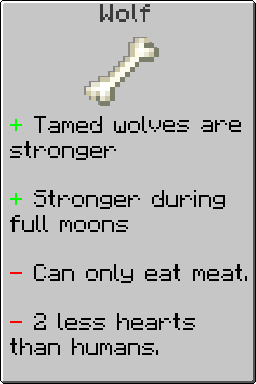 Wolf
+ Tamed wolves are
stronger
+ Stronger during
full moons
- Can only eat meat.
- 2 less hearts
than humans.